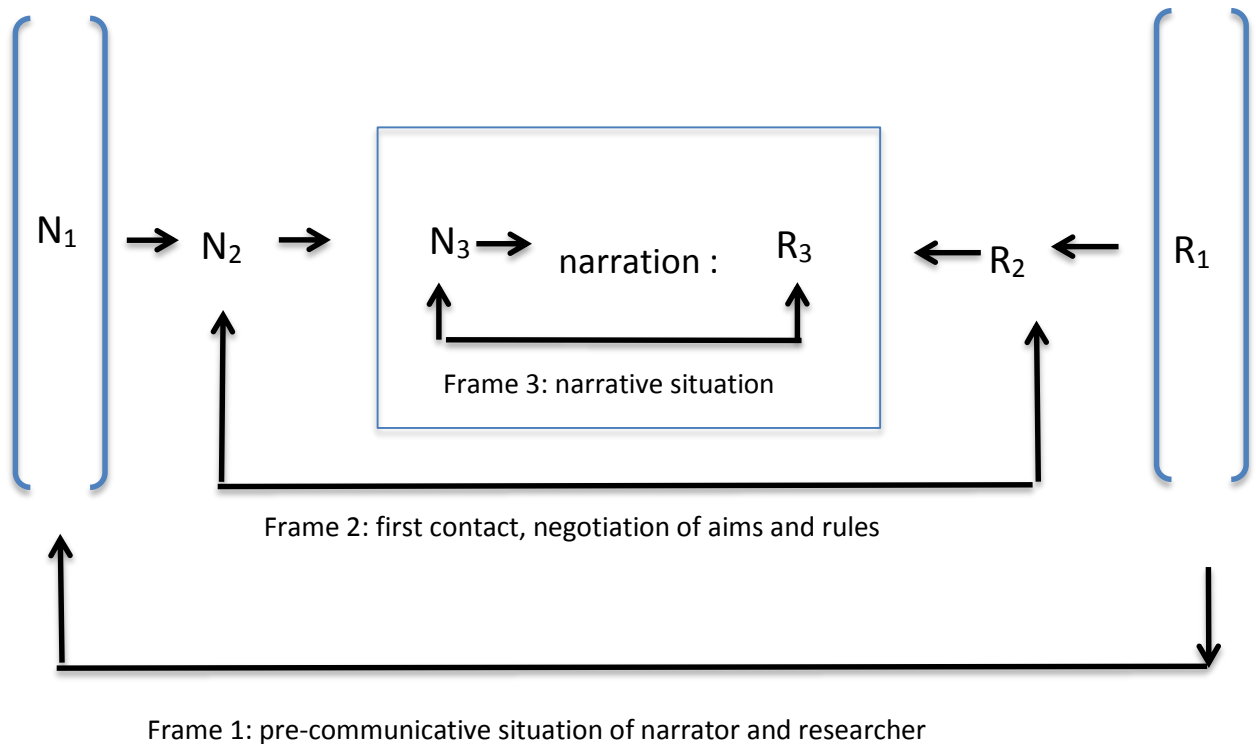 N₁
N₂
N₃
narration :
R₃
R₂
R₁
Frame 3: narrative situation
Frame 2: first contact, negotiation of aims and rules
Frame 1: pre-communicative situation of narrator and researcher